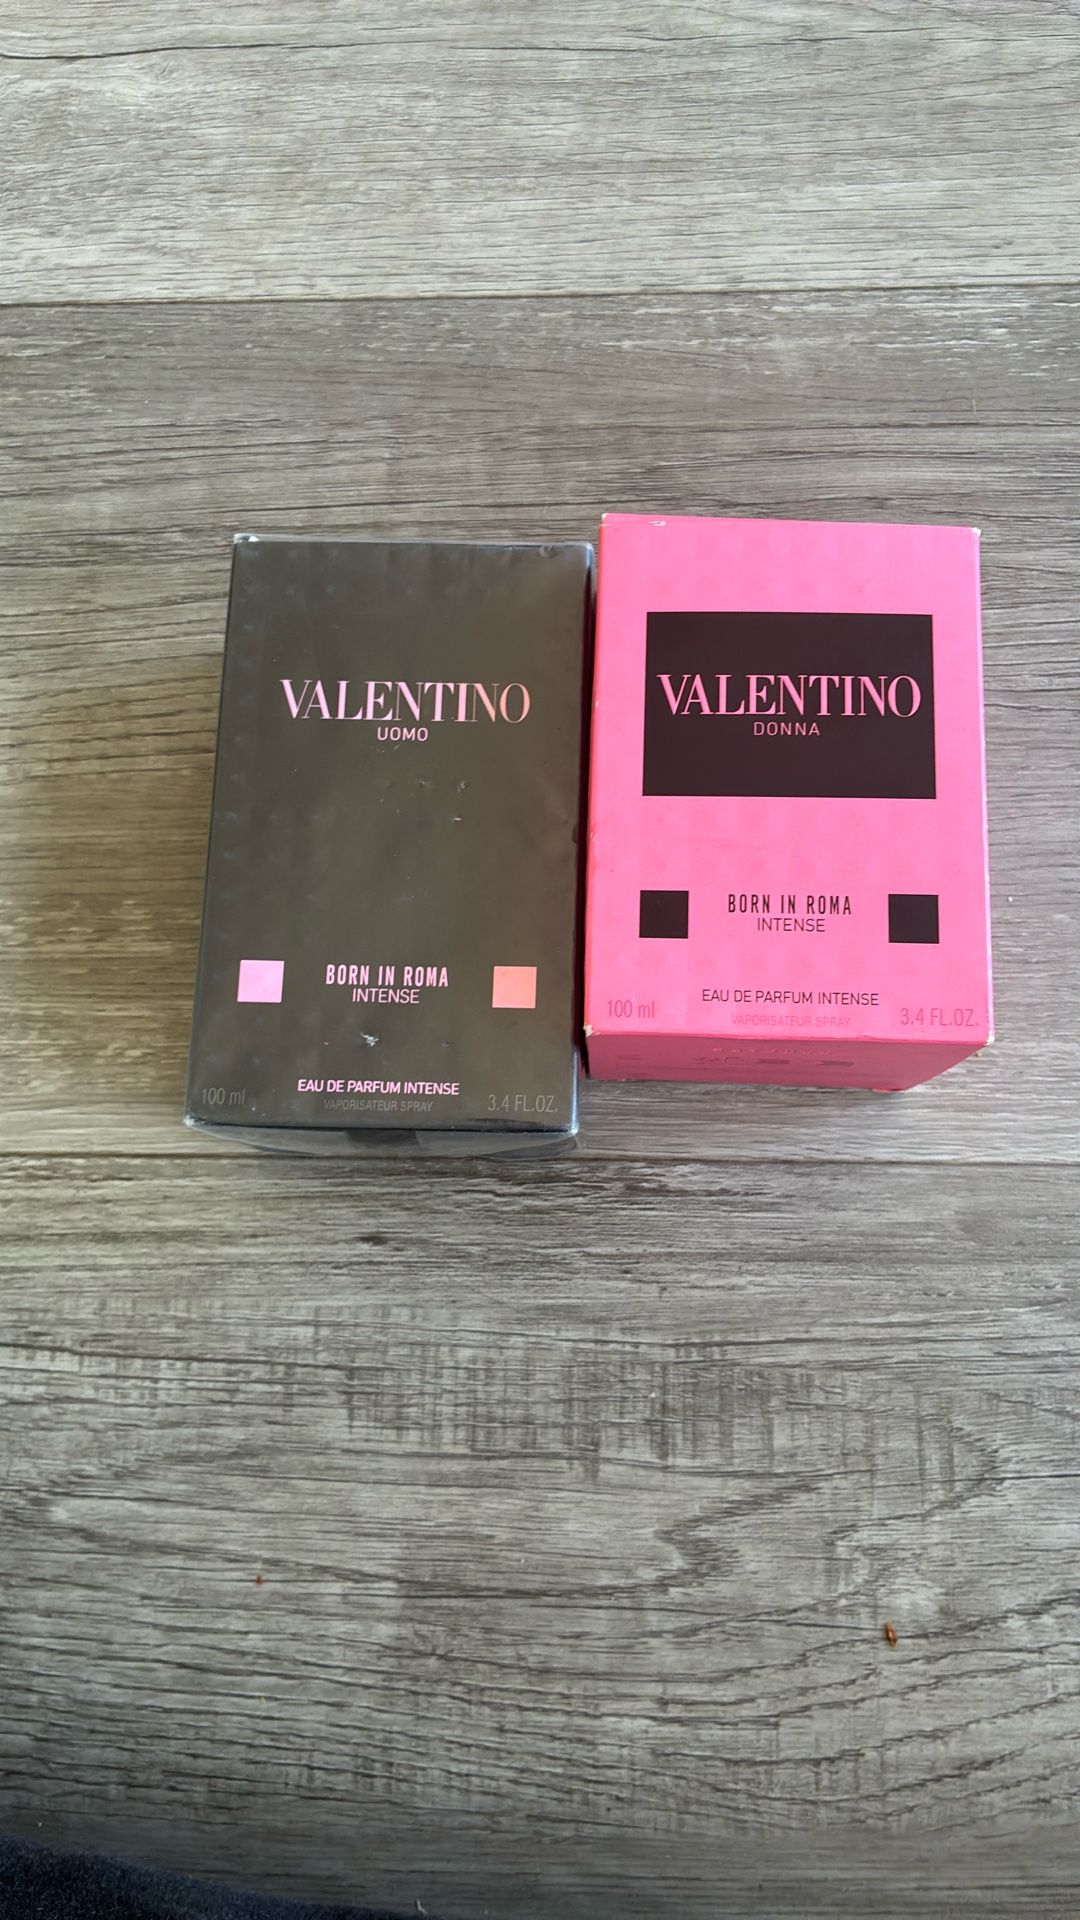 VALENTINO
UOMO
BORN IN ROMA
INTENSE
EAU DE PARFUM INTENSE
VAPORISATEUR SPRAY
100 ml
3.4 FL.OZ.
VALENTINO
DONNA
BORN IN ROMA
INTENSE
EAU DE PARFUM INTENSE
VAPORISATEUR SPRAY
100 ml
3.4 FL.OZ.